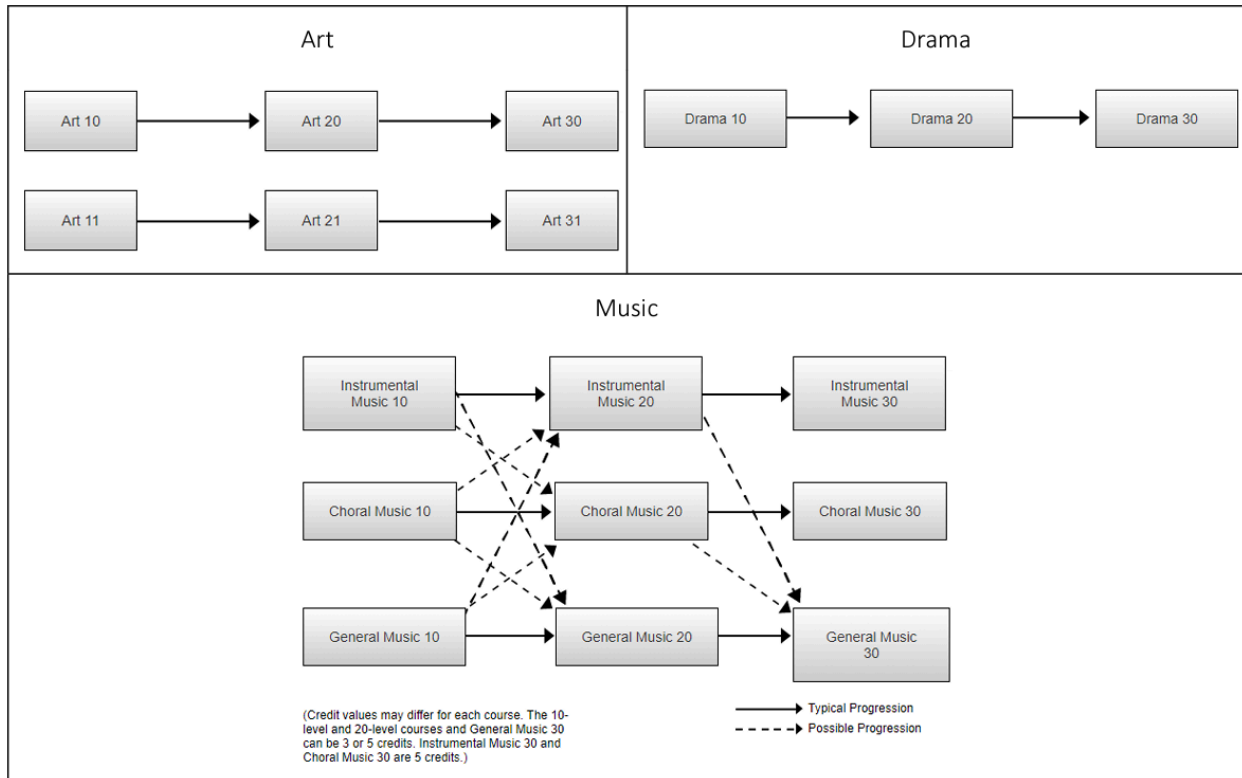 Art
Drama
Art 10
Art 20
Art 30
Drama 10
Drama 20
Drama 30
Art 11
Art 21
Art 31
Music
Instrumental
Music 10
Instrumental
Music 20
Instrumental
Music 30
Choral Music 10
Choral Music 20
Choral Music 30
General Music 10
General Music 20
General Music
30
(Credit values may differ for each course. The 10-
level and 20-level courses and General Music 30
can be 3 or 5 credits. Instrumental Music 30 and
Choral Music 30 are 5 credits.)
Typical Progression
Possible Progression